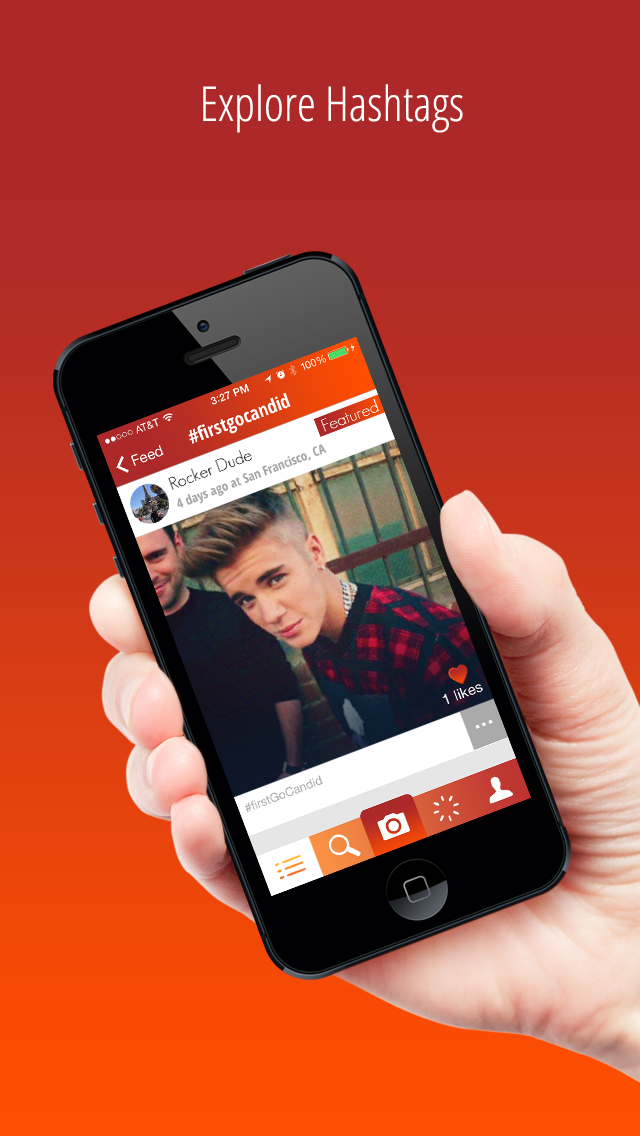 Explore Hashtags
AT&T 3:27 PM 100%
Feed #firstgocandid
Featured
Rocker Dude
4 days ago at San Francisco, CA
1 likes
#firstGoCandid